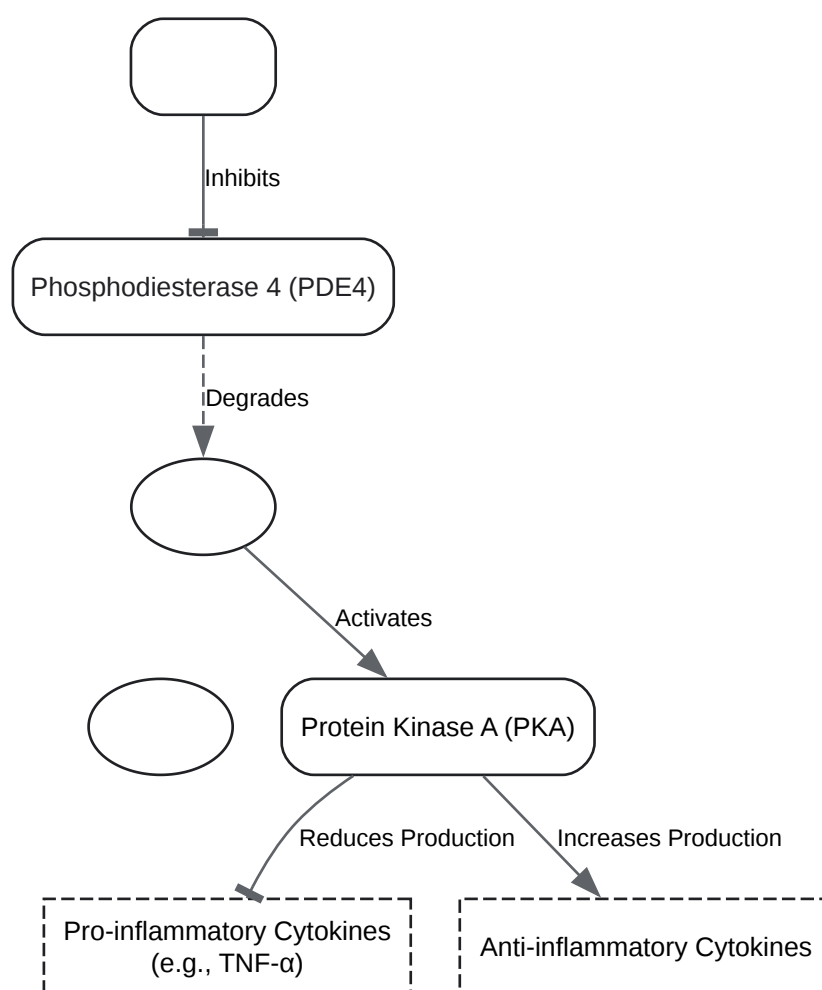 Inhibits
Phosphodiesterase 4 (PDE4)
Degrades
Activates
Protein Kinase A (PKA)
Reduces Production
Increases Production
Pro-inflammatory Cytokines
(e.g., TNF-α)
Anti-inflammatory Cytokines